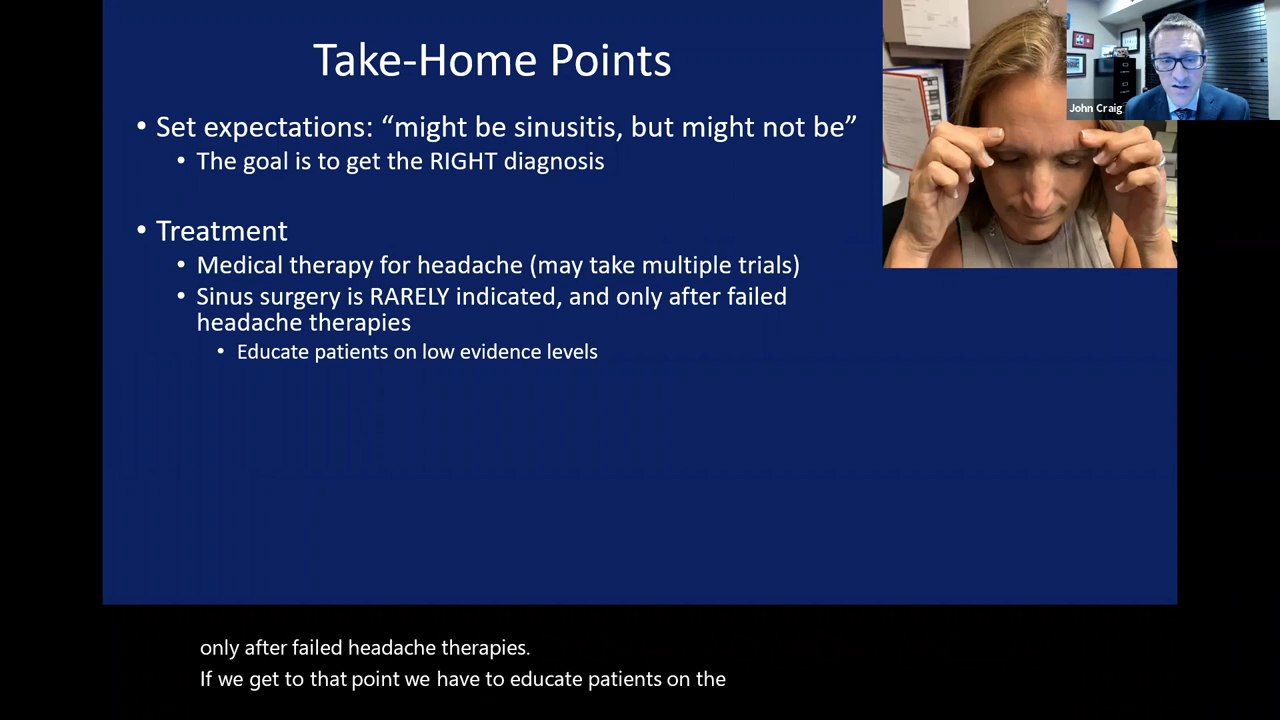 Take-Home Points
• Set expectations: “might be sinusitis, but might not be”
• The goal is to get the RIGHT diagnosis
• Treatment
• Medical therapy for headache (may take multiple trials)
• Sinus surgery is RARELY indicated, and only after failed
headache therapies
• Educate patients on low evidence levels
John Craig
only after failed headache therapies.
If we get to that point we have to educate patients on the